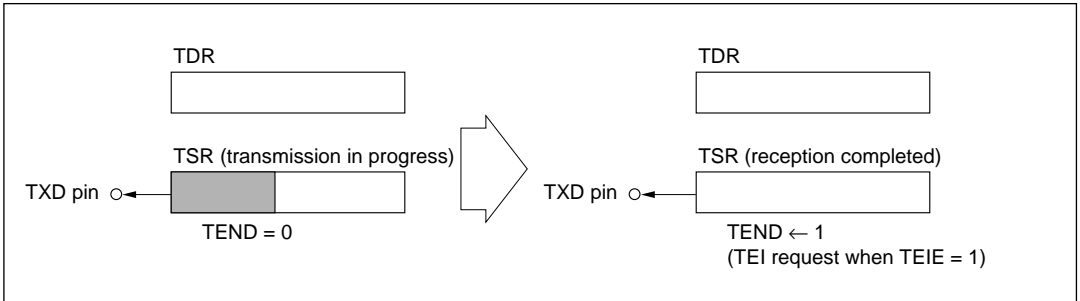 TDR
TSR (transmission in progress)
TXD pin
TEND = 0
TDR
TSR (reception completed)
TXD pin
TEND ← 1
(TEI request when TEIE = 1)